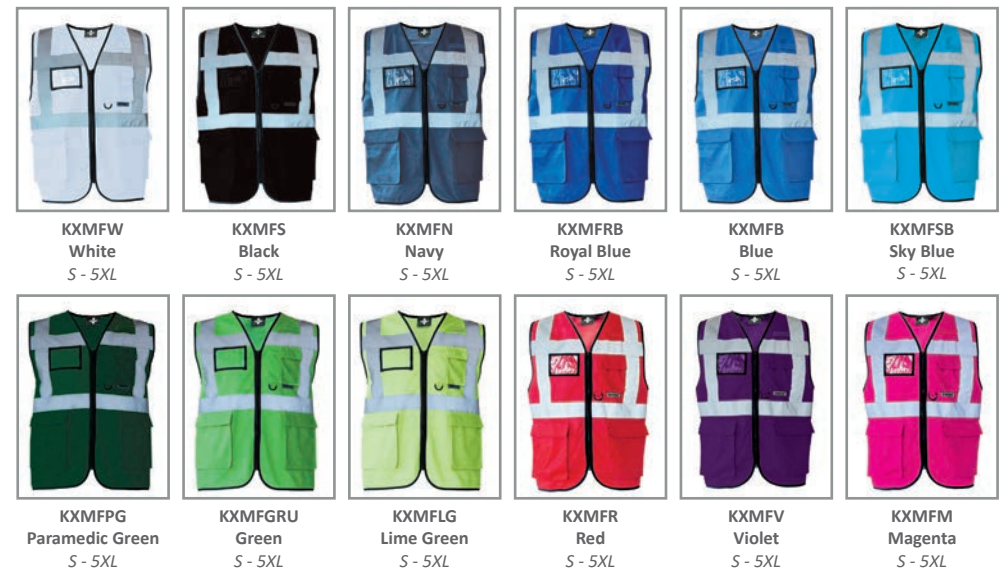 KXMFW
White
S - 5XL
KXMFS
Black
S - 5XL
KXMFN
Navy
S - 5XL
KXMFRB
Royal Blue
S - 5XL
KXMFB
Blue
S - 5XL
KXMFSB
Sky Blue
S - 5XL
KXMFPG
Paramedic Green
S - 5XL
KXMFGRU
Green
S - 5XL
KXMFLG
Lime Green
S - 5XL
KXMFR
Red
S - 5XL
KXMFV
Violet
S - 5XL
KXMFM
Magenta
S - 5XL